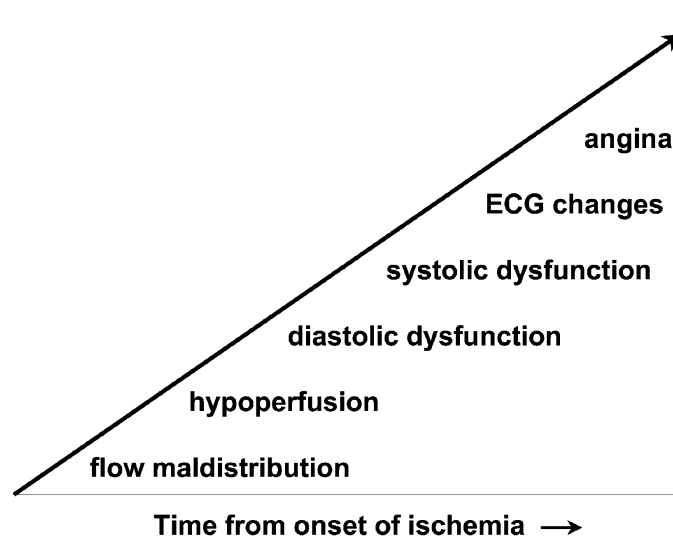 angina
ECG changes
systolic dysfunction
diastolic dysfunction
hypoperfusion
flow maldistribution
Time from onset of ischemia →